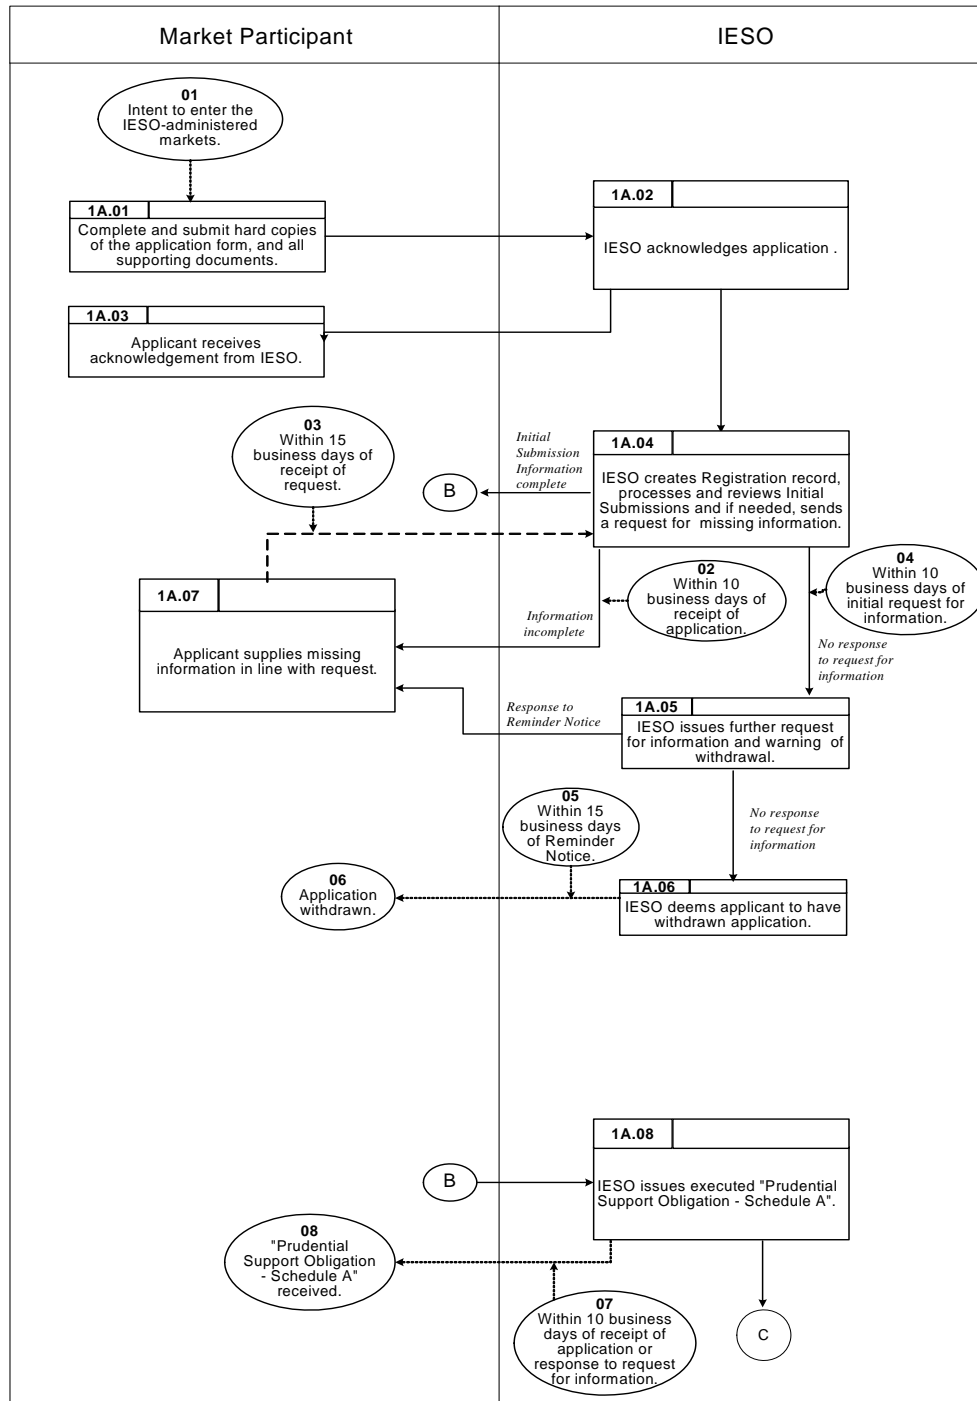 Market Participant
IESO
01
Intent to enter the
IESO-administered
markets.
1A.01
Complete and submit hard copies
of the application form, and all
supporting documents.
1A.02
IESO acknowledges application .
1A.03
Applicant receives
acknowledgement from IESO.
03
Within 15
business days of
receipt of
request.
Initial
Submission
Information
complete
B
1A.04
IESO creates Registration record,
processes and reviews Initial
Submissions and if needed, sends
a request for missing information.
02
Within 10
business days of
receipt of
application.
04
Within 10
business days of
initial request for
information.
1A.07
Applicant supplies missing
information in line with request.
Information
incomplete
No response
to request for
information
Response to
Reminder Notice
1A.05
IESO issues further request
for information and warning of
withdrawal.
05
Within 15
business days
of Reminder
Notice.
No response
to request for
information
06
Application
withdrawn.
1A.06
IESO deems applicant to have
withdrawn application.
1A.08
IESO issues executed "Prudential
Support Obligation - Schedule A".
B
08
"Prudential
Support Obligation
- Schedule A"
received.
07
Within 10 business
days of receipt of
application or
response to request
for information.
C